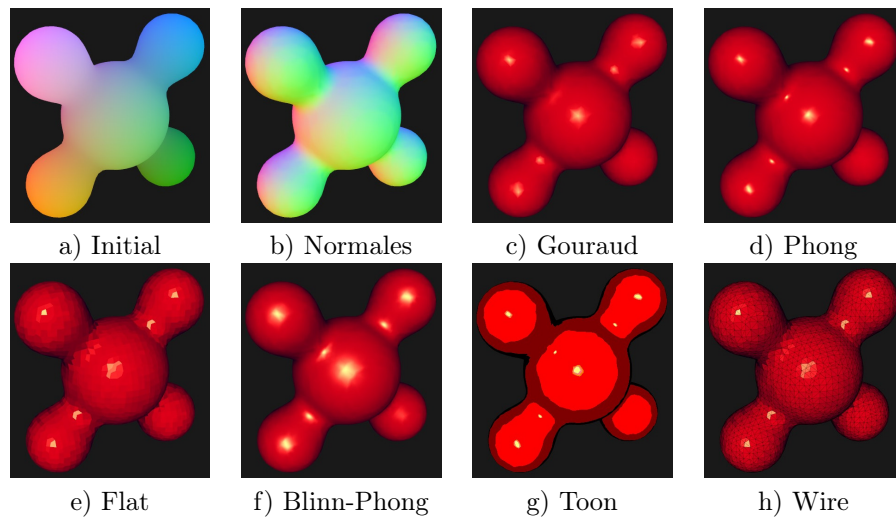 a) Initial
b) Normales
c) Gouraud
d) Phong
e) Flat
f) Blinn-Phong
g) Toon
h) Wire